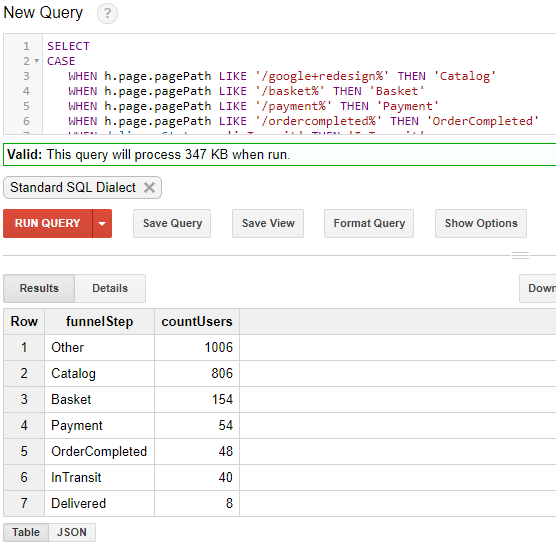 New Query ?
1 SELECT
2 CASE
3 WHEN h.page.pagePath LIKE '/google+redesign%' THEN 'Catalog'
4 WHEN h.page.pagePath LIKE '/basket%' THEN 'Basket'
5 WHEN h.page.pagePath LIKE '/payment%' THEN 'Payment'
6 WHEN h.page.pagePath LIKE '/ordercompleted%' THEN 'OrderCompleted'
Valid: This query will process 347 KB when run.
Standard SQL Dialect
RUN QUERY Save Query Save View Format Query Show Options
Results Details Down
Row funnelStep countUsers
1 Other 1006
2 Catalog 806
3 Basket 154
4 Payment 54
5 OrderCompleted 48
6 InTransit 40
7 Delivered 8
Table JSON